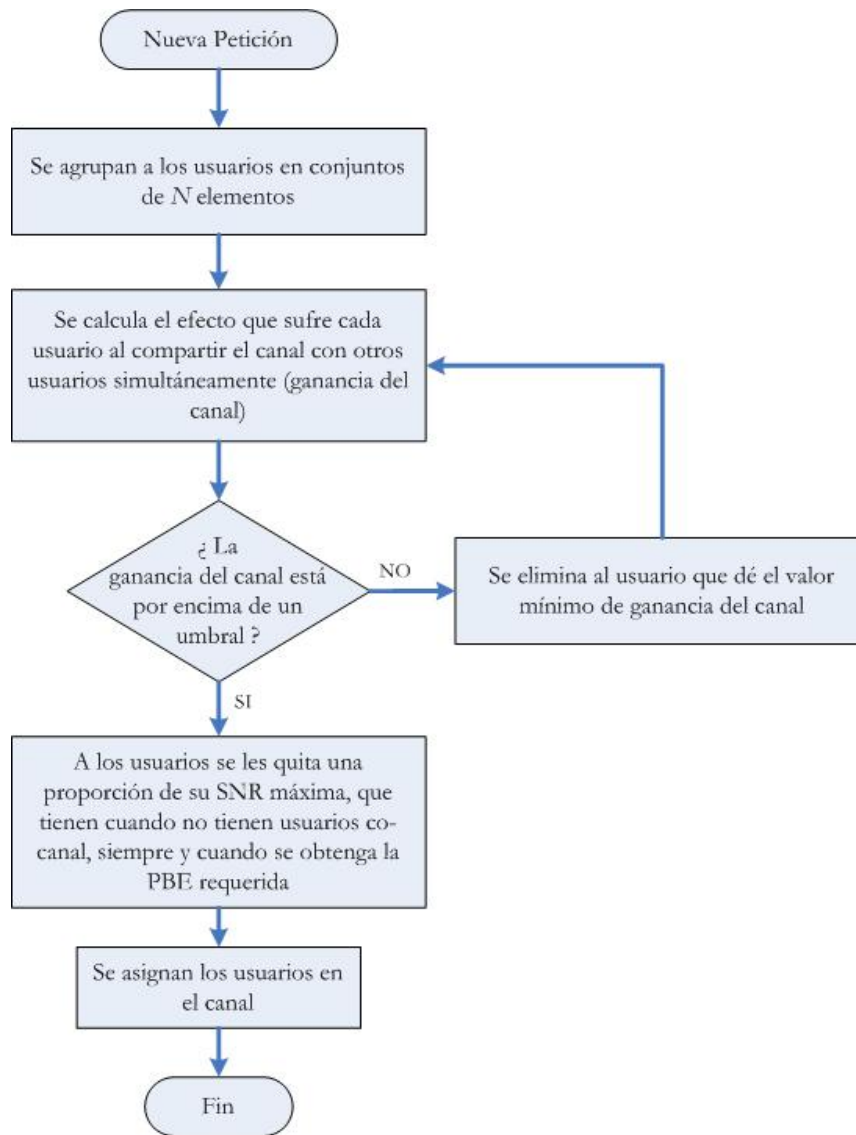 Nueva Petición
Se agrupan a los usuarios en conjuntos
de N elementos
Se calcula el efecto que sufre cada
usuario al compartir el canal con otros
usuarios simultáneamente (ganancia del
canal)
¿ La
ganancia del canal está
por encima de un
umbral ?
NO
Se elimina al usuario que dé el valor
mínimo de ganancia del canal
SI
A los usuarios se les quita una
proporción de su SNR máxima, que
tienen cuando no tienen usuarios co-
canal, siempre y cuando se obtenga la
PBE requerida
Se asignan los usuarios en
el canal
Fin